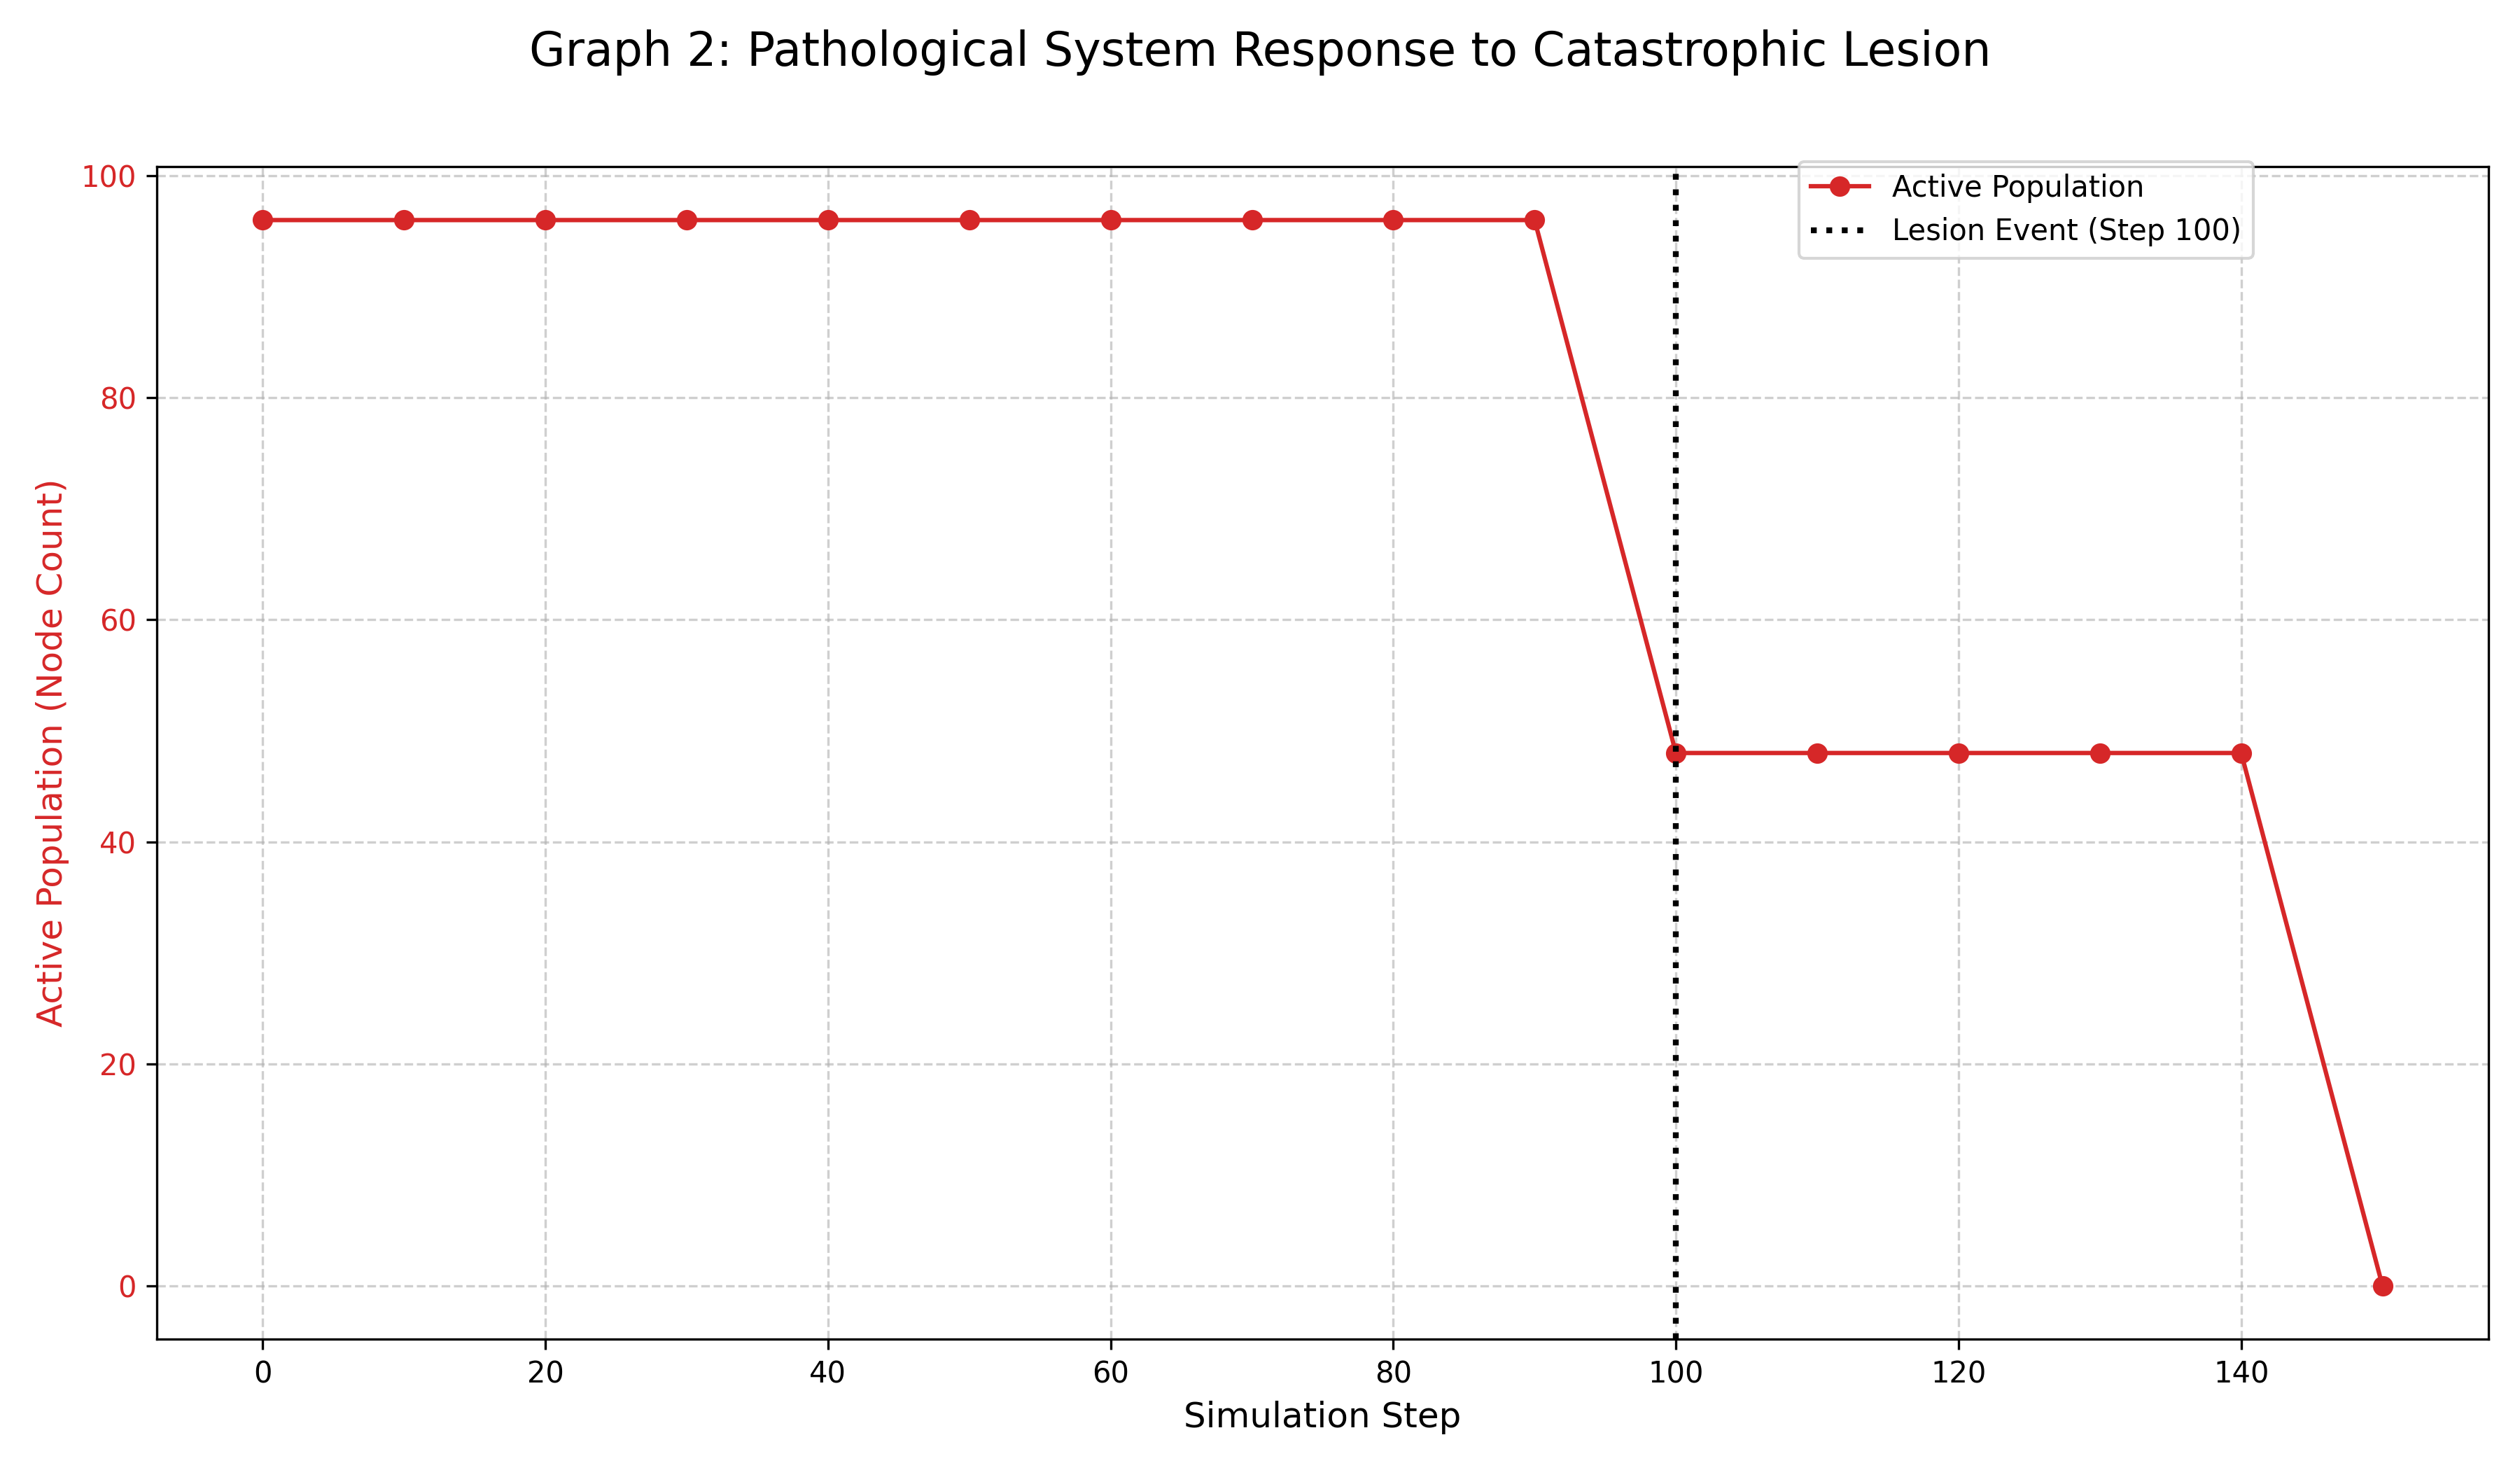 Graph 2: Pathological System Response to Catastrophic Lesion
Active Population
Lesion Event (Step 100)
Active Population (Node Count)
100
80
60
40
20
0
0 20 40 60 80 100 120 140
Simulation Step